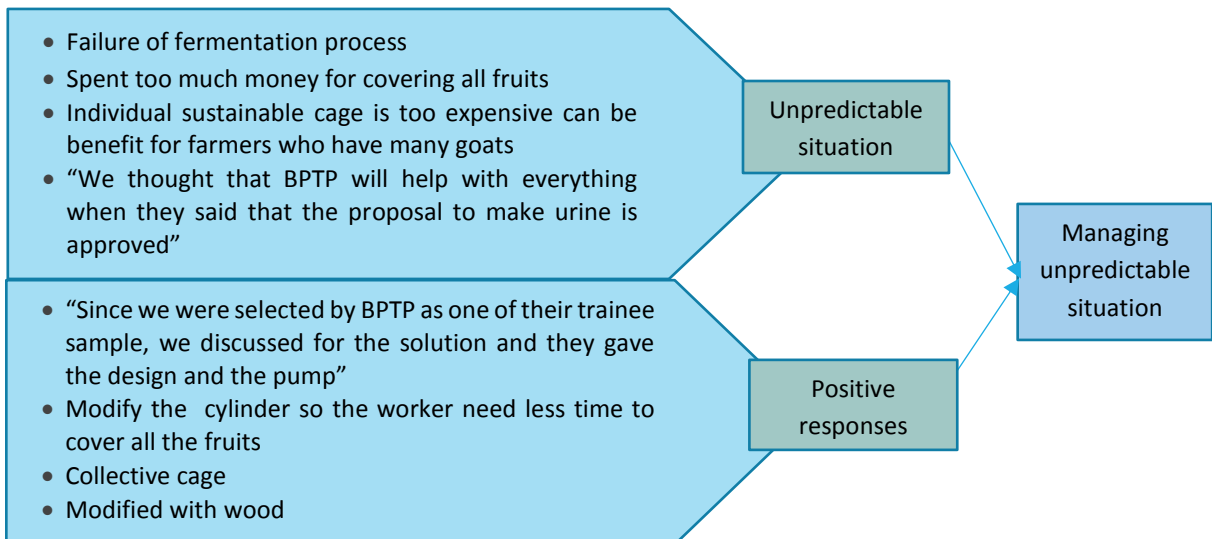 • Failure of fermentation process
• Spent too much money for covering all fruits
• Individual sustainable cage is too expensive can be
benefit for farmers who have many goats
• “We thought that BPTP will help with everything
when they said that the proposal to make urine is
approved”
Unpredictable
situation
• “Since we were selected by BPTP as one of their trainee
sample, we discussed for the solution and they gave
the design and the pump”
• Modify the cylinder so the worker need less time to
cover all the fruits
• Collective cage
• Modified with wood
Positive
responses
Managing
unpredictable
situation